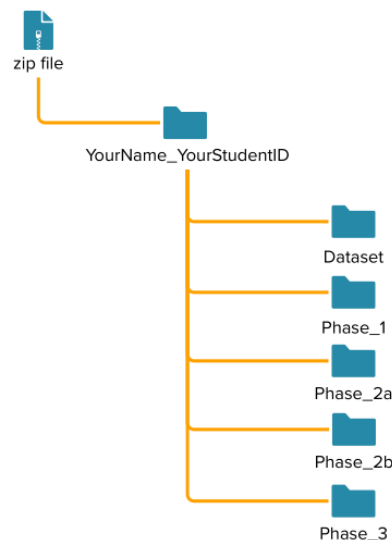 zip file
YourName_YourStudentID
Dataset
Phase_1
Phase_2a
Phase_2b
Phase_3